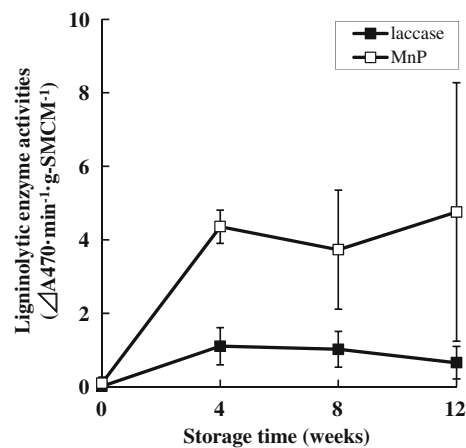 laccase
MnP
10
8
6
4
2
0
0 4 8 12
Storage time (weeks)
Ligninolytic enzyme activities
(⊿A470·min⁻¹·g-SMCM⁻¹)